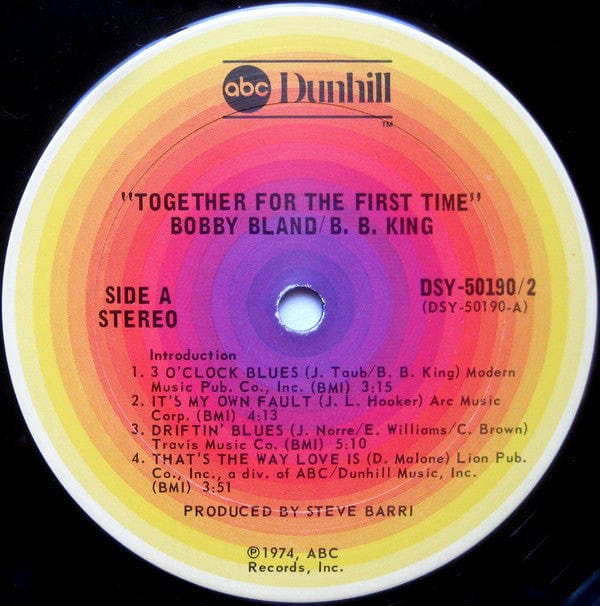 abc Dunhill
™
"TOGETHER FOR THE FIRST TIME"
BOBBY BLAND/B. B. KING
SIDE A
STEREO
DSY-50190/2
(DSY-50190-A)
Introduction
1. 3 O'CLOCK BLUES (J. Taub/B. B. King) Modern
Music Pub. Co., Inc. (BMI) 3:15
2. IT'S MY OWN FAULT (J. L. Hooker) Arc Music
Corp. (BMI) 4:13
3. DRIFTIN' BLUES (J. Norre/E. Williams/C. Brown)
Travis Music Co. (BMI) 5:10
4. THAT'S THE WAY LOVE IS (D. Malone) Lion Pub.
Co., Inc., a div. of ABC/Dunhill Music, Inc.
(BMI) 3:51
PRODUCED BY STEVE BARRI
℗1974, ABC
Records, Inc.